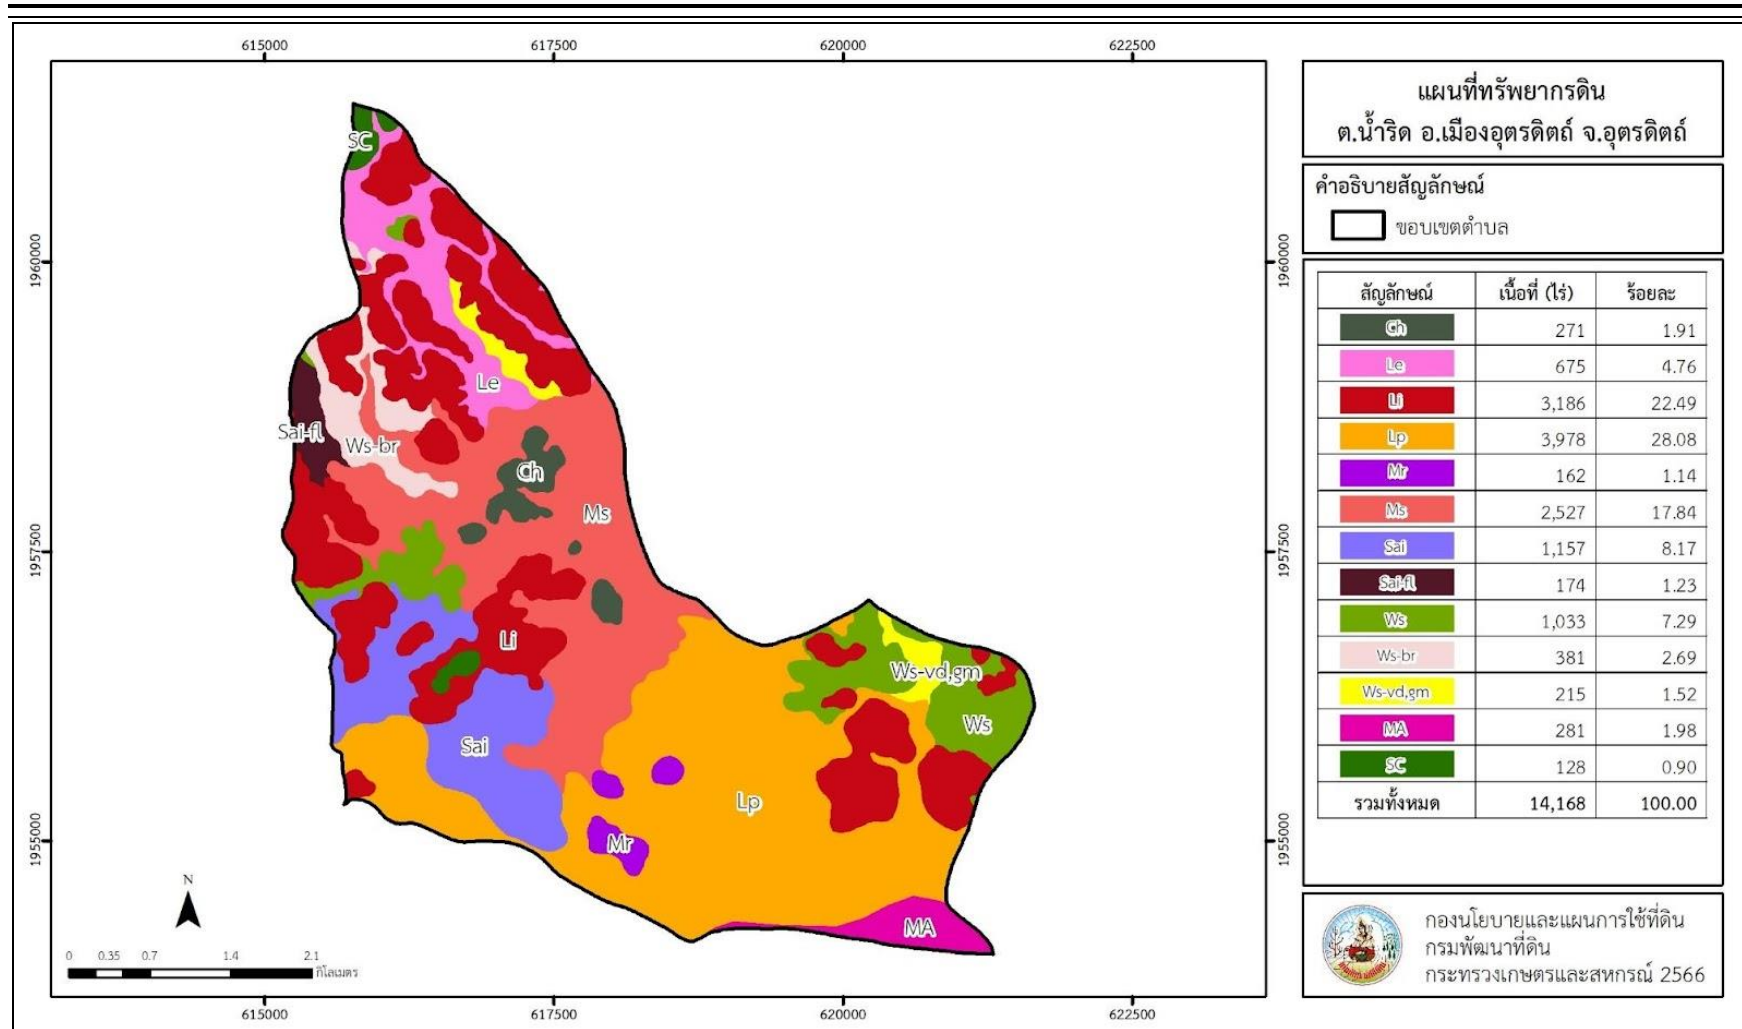 615000 617500 620000 622500
แผนที่ทรัพยากรดิน
ต.น้ำริด อ.เมืองอุตรดิตถ์ จ.อุตรดิตถ์
คำอธิบายสัญลักษณ์
ขอบเขตตำบล
สัญลักษณ์ เนื้อที่ (ไร่) ร้อยละ
Ch 271 1.91
Le 675 4.76
Li 3,186 22.49
Lp 3,978 28.08
Mr 162 1.14
Ms 2,527 17.84
Sai 1,157 8.17
Sai-fl 174 1.23
Ws 1,033 7.29
Ws-br 381 2.69
Ws-vd,gm 215 1.52
MA 281 1.98
SC 128 0.90
รวมทั้งหมด 14,168 100.00
กองนโยบายและแผนการใช้ที่ดิน
กรมพัฒนาที่ดิน
กระทรวงเกษตรและสหกรณ์ 2566
SC
1960000 1960000
Le
Sai-fl
Ws-br
Ch
Ms
1957500 1957500
Li
Ws-vd,gm
Ws
Sai
Lp
Mr
1955000 1955000
MA
N
0 0.35 0.7 1.4 2.1
กิโลเมตร
615000 617500 620000 622500